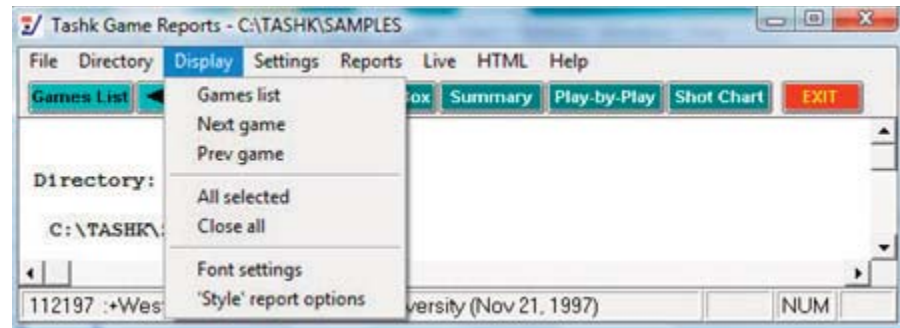 Tashk Game Reports - C:\TASHK\SAMPLES
File Directory Display Settings Reports Live HTML Help
Games List Summary Play-by-Play Shot Chart EXIT
Games list
Next game
Prev game
All selected
Close all
Font settings
'Style' report options
Directory:
C:\TASHK\
112197 :+Wes versity (Nov 21, 1997) NUM